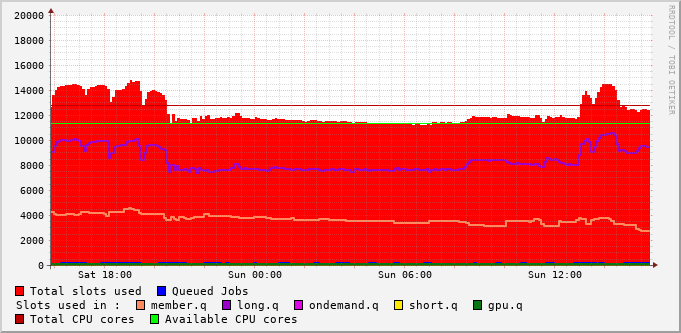 20000
18000
16000
14000
12000
10000
8000
6000
4000
2000
0
Sat 18:00 Sun 00:00 Sun 06:00 Sun 12:00
RRDTOOL / TOBI OETIKER
Total slots used Queued Jobs
Slots used in : member.q long.q ondemand.q short.q gpu.q
Total CPU cores Available CPU cores